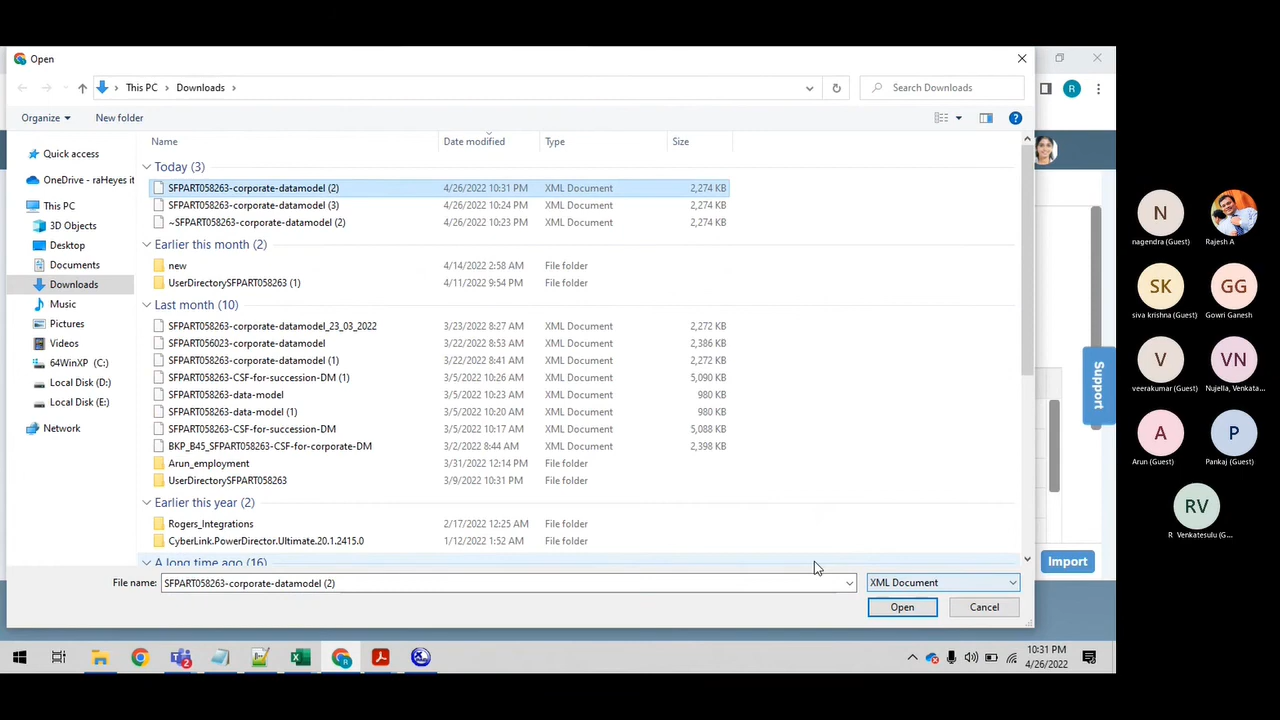 Open
This PC
Downloads
Search Downloads
R
Organize
New folder
?
Name
Date modified
Type
Size
Quick access
OneDrive - raHeyes it
This PC
3D Objects
Desktop
Documents
Downloads
Music
Pictures
Videos
64WinXP (C:)
Local Disk (D:)
Local Disk (E:)
Network
Today (3)
SFPART058263-corporate-datamodel (2) 4/26/2022 10:31 PM XML Document 2,274 KB
SFPART058263-corporate-datamodel (3) 4/26/2022 10:24 PM XML Document 2,274 KB
~SFPART058263-corporate-datamodel (2) 4/26/2022 10:23 PM XML Document 2,274 KB
Earlier this month (2)
new 4/14/2022 2:58 AM File folder
UserDirectorySFPART058263 (1) 4/11/2022 9:54 PM File folder
Last month (10)
SFPART058263-corporate-datamodel_23_03_2022 3/23/2022 8:27 AM XML Document 2,272 KB
SFPART056023-corporate-datamodel 3/22/2022 8:53 AM XML Document 2,386 KB
SFPART058263-corporate-datamodel (1) 3/22/2022 8:41 AM XML Document 2,272 KB
SFPART058263-CSF-for-succession-DM (1) 3/5/2022 10:26 AM XML Document 5,090 KB
SFPART058263-data-model 3/5/2022 10:23 AM XML Document 980 KB
SFPART058263-data-model (1) 3/5/2022 10:20 AM XML Document 980 KB
SFPART058263-CSF-for-succession-DM 3/5/2022 10:17 AM XML Document 5,088 KB
BKP_B45_SFPART058263-CSF-for-corporate-DM 3/2/2022 8:44 AM XML Document 2,398 KB
Arun_employment 3/31/2022 12:14 PM File folder
UserDirectorySFPART058263 3/9/2022 10:31 PM File folder
Earlier this year (2)
Rogers_Integrations 2/17/2022 12:25 AM File folder
CyberLink.PowerDirector.Ultimate.20.1.2415.0 1/12/2022 1:52 AM File folder
A long time ago (16)
File name: SFPART058263-corporate-datamodel (2)
XML Document
Open
Cancel
Support
Import
10:31 PM
4/26/2022
N
nagendra (Guest)
Rajesh A
SK
siva krishna (Guest)
GG
Gowri Ganesh
V
veerakumar (Guest)
VN
Nujella, Venkata...
A
Arun (Guest)
P
Pankaj (Guest)
RV
R Venkatesulu (G...